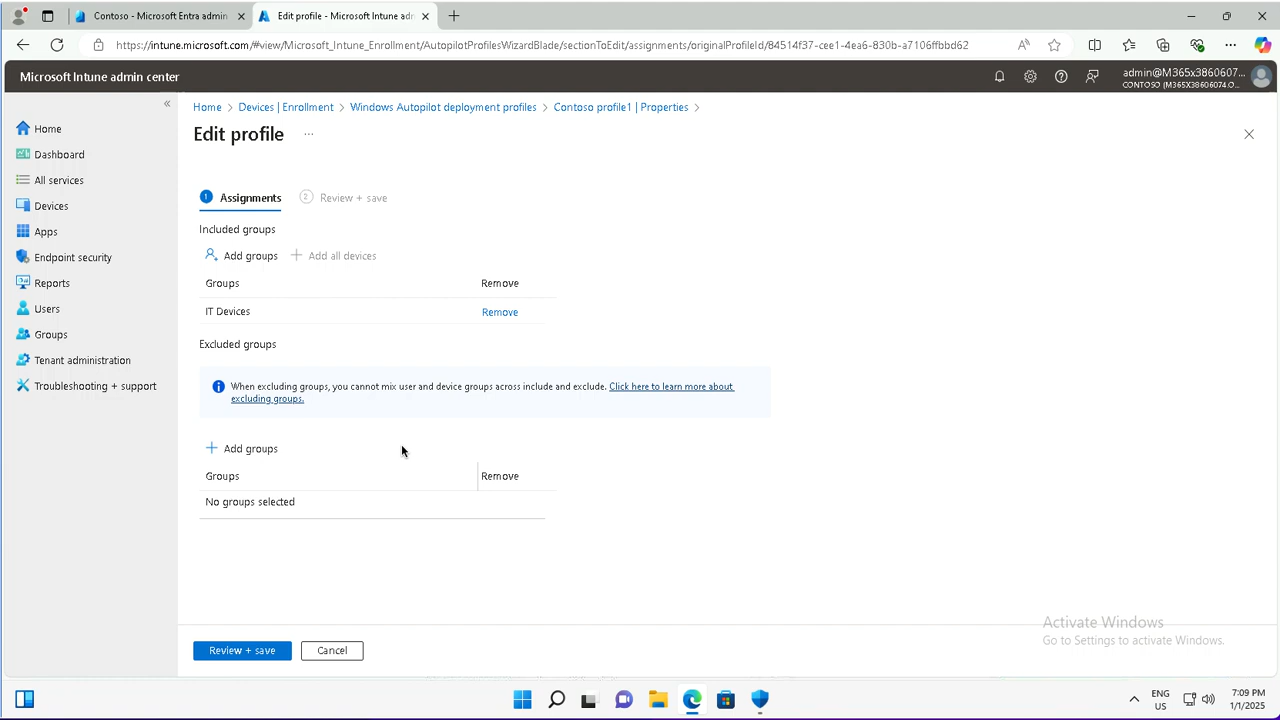 Contoso - Microsoft Entra admin
Edit profile - Microsoft Intune adn
https://intune.microsoft.com/#view/Microsoft_Intune_Enrollment/AutopilotProfilesWizardBlade/actionToEdit/assignments/originalProfileId/84514f37-cee1-4ea6-830b-a7106ffbbd62
Microsoft Intune admin center
admin@M365x3860607...
CONTOSO (M365X38606074.O...
Home > Devices | Enrollment > Windows Autopilot deployment profiles > Contoso profile1 | Properties >
Edit profile ...
Home
Dashboard
All services
Devices
Apps
Endpoint security
Reports
Users
Groups
Tenant administration
Troubleshooting + support
1 Assignments 2 Review + save
Included groups
Add groups + Add all devices
Groups Remove
IT Devices Remove
Excluded groups
When excluding groups, you cannot mix user and device groups across include and exclude. Click here to learn more about
excluding groups.
+ Add groups
Groups Remove
No groups selected
Review + save Cancel
Activate Windows
Go to Settings to activate Windows.
ENG
US
7:09 PM
1/1/2025